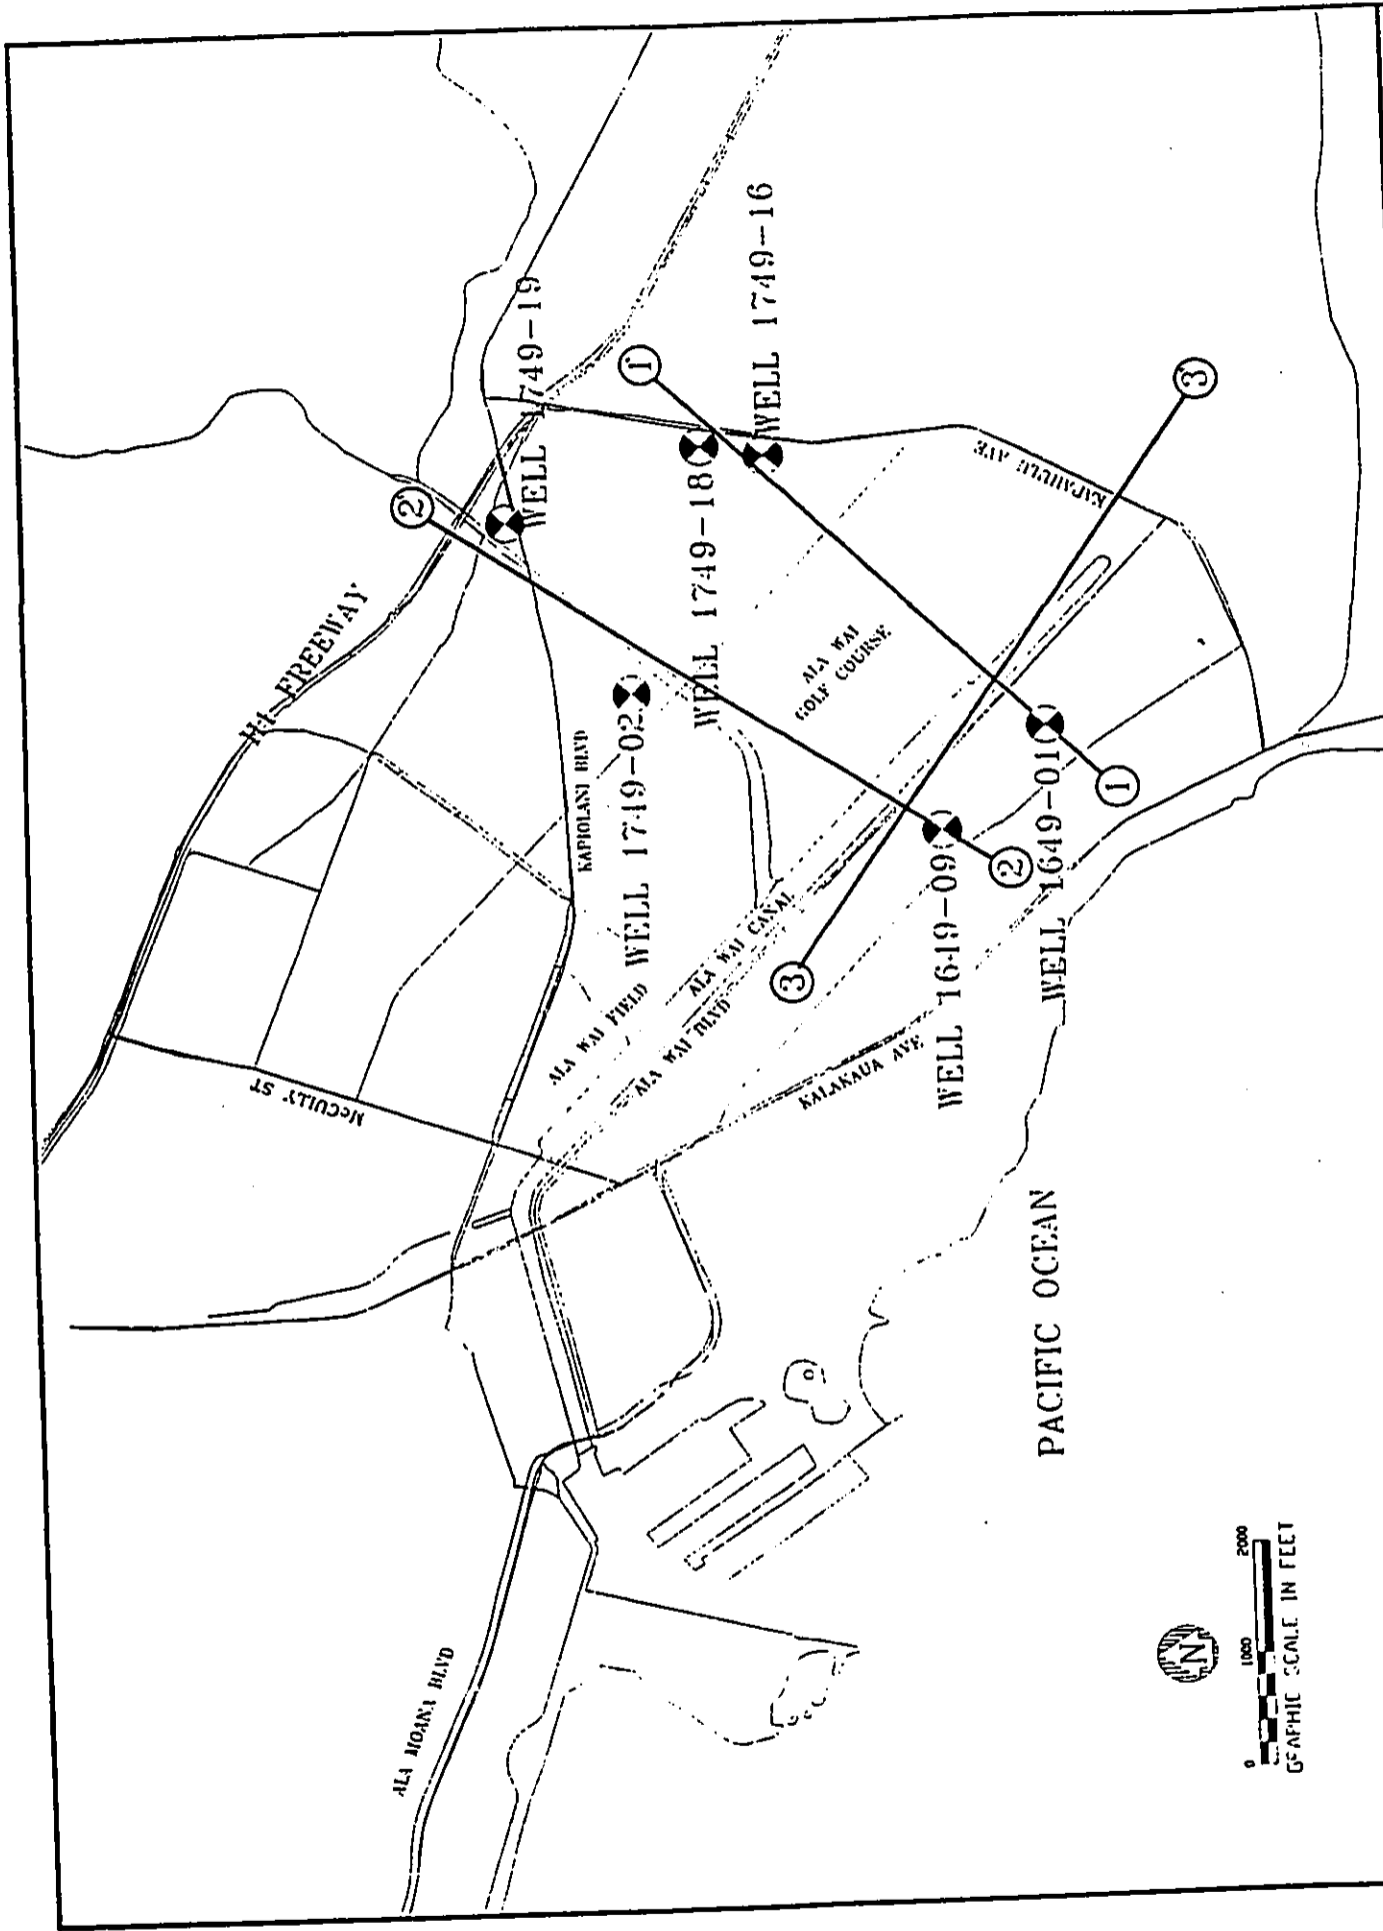 H-1 FREEWAY
WELL 1749-19
2'
1'
WELL 1749-18
WELL 1749-16
KAPIOLANI BLVD
WELL 1749-02
McCULLY ST
ALA WAI
GOLF COURSE
KAPAHULU AVE
3'
ALA WAI FIELD
ALA WAI CANAL
ALA WAI BLVD
3
KALAKAUA AVE
WELL 1649-09
2
WELL 1649-01
1
ALA MOANA BLVD
PACIFIC OCEAN
N
0 1000 2000
GRAPHIC SCALE IN FEET